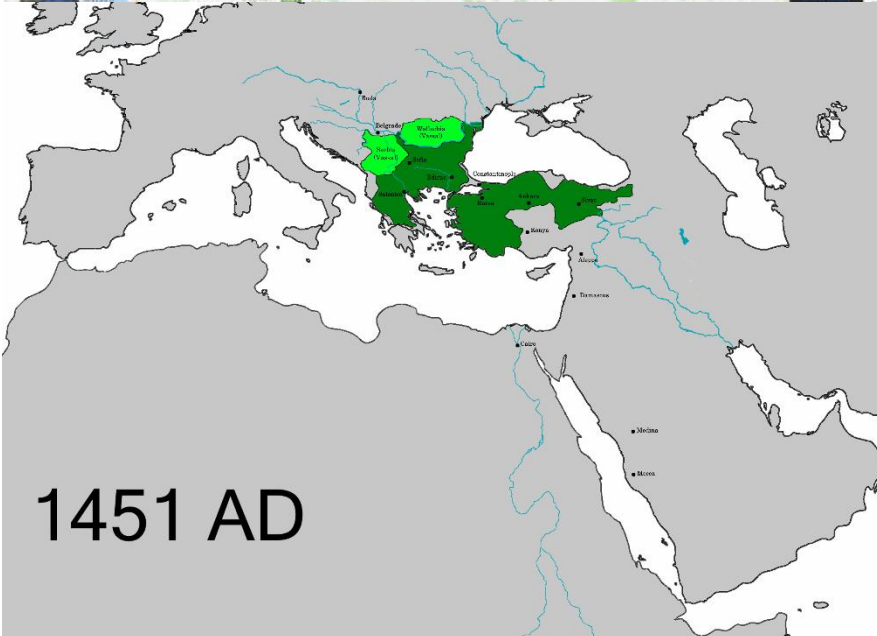 Buda
Belgrade
Wallachia
(Vassal)
Serbia
(Vassal)
Sofia
Edirne
Constantinople
Salonica
Bursa
Ankara
Sivas
Konya
Aleppo
Damascus
Cairo
Medina
Mecca
1451 AD